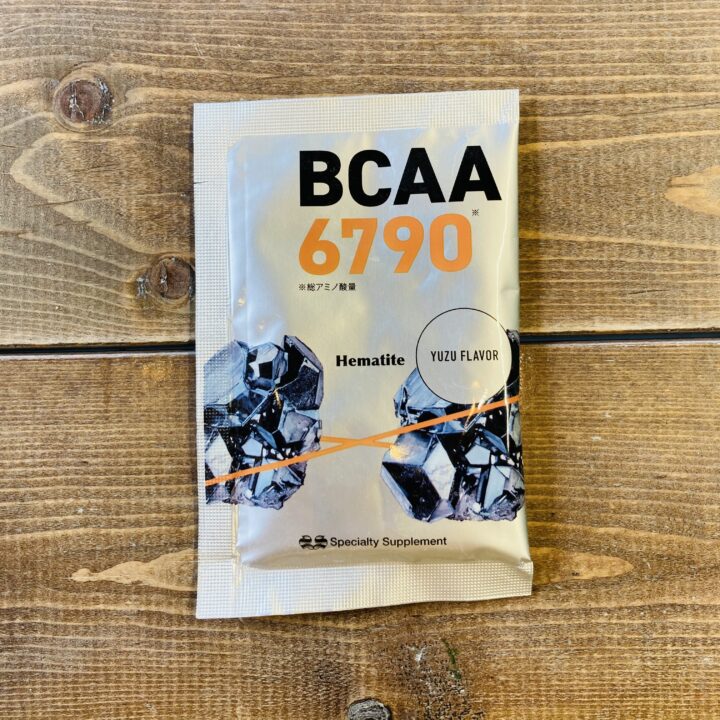 BCAA
6790※
※総アミノ酸量
Hematite
YUZU FLAVOR
Specialty Supplement